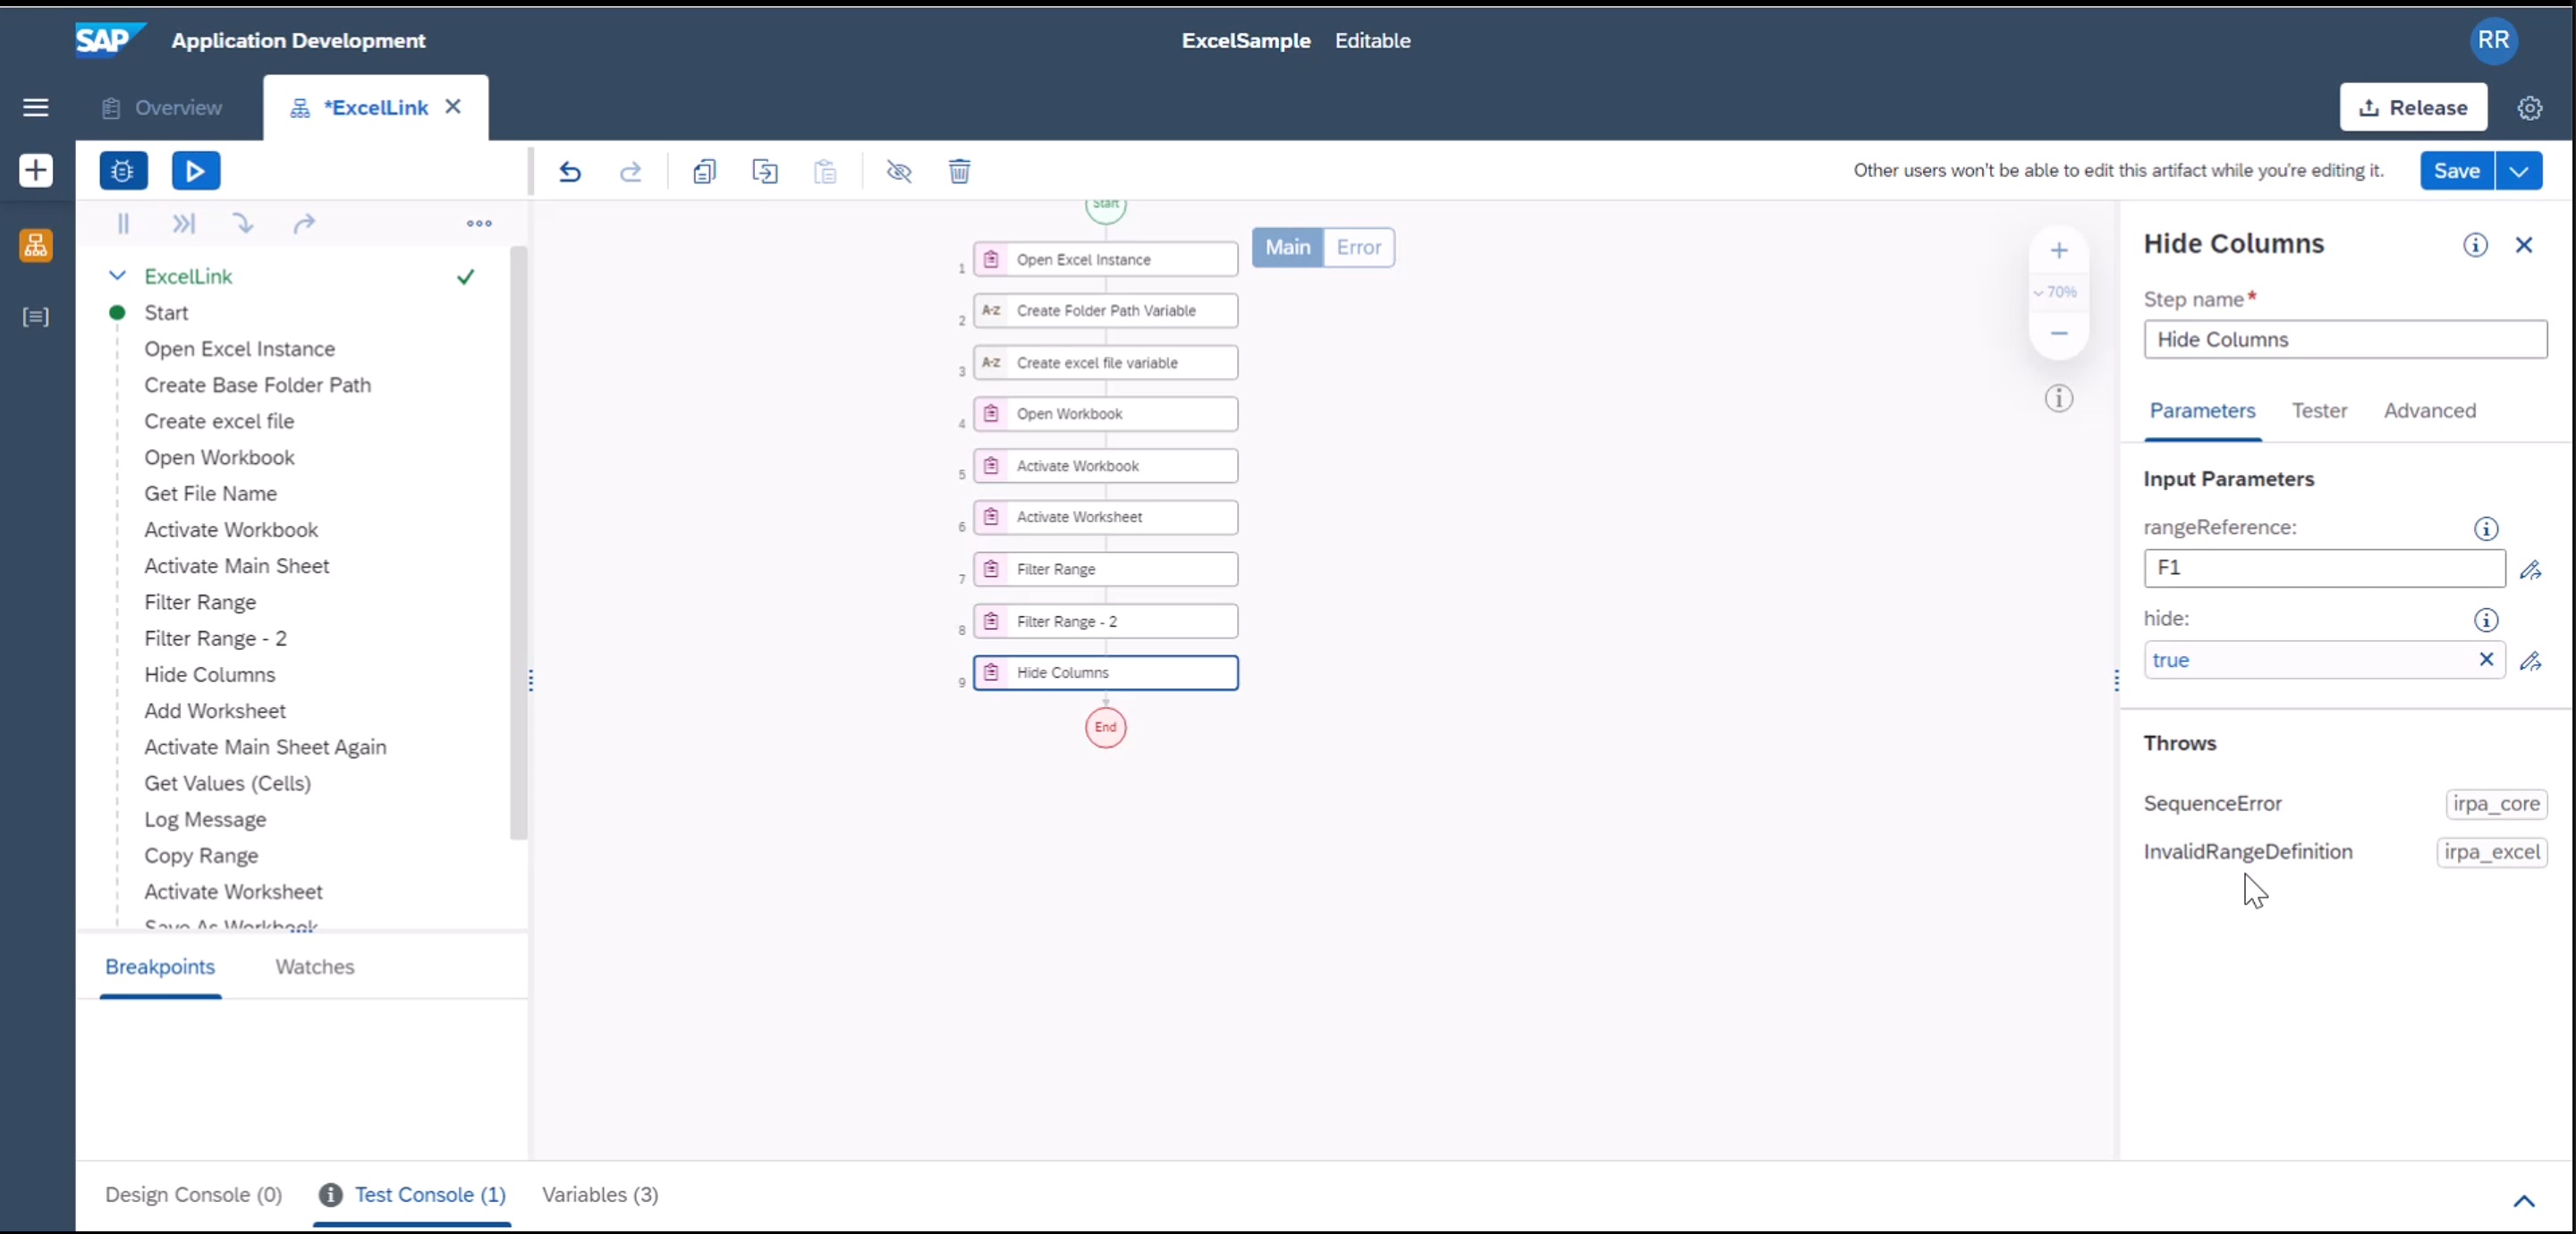 SAP Application Development
ExcelSample Editable
RR
Overview
*ExcelLink
Release
Other users won't be able to edit this artifact while you're editing it.
Save
ExcelLink
Start
Open Excel Instance
Create Base Folder Path
Create excel file
Open Workbook
Get File Name
Activate Workbook
Activate Main Sheet
Filter Range
Filter Range - 2
Hide Columns
Add Worksheet
Activate Main Sheet Again
Get Values (Cells)
Log Message
Copy Range
Activate Worksheet
Save As Workbook
Breakpoints
Watches
Start
Main Error
1 Open Excel Instance
2 A-Z Create Folder Path Variable
3 A-Z Create excel file variable
4 Open Workbook
5 Activate Workbook
6 Activate Worksheet
7 Filter Range
8 Filter Range - 2
9 Hide Columns
End
70%
Hide Columns
Step name*
Hide Columns
Parameters Tester Advanced
Input Parameters
rangeReference:
F1
hide:
true
Throws
SequenceError irpa_core
InvalidRangeDefinition irpa_excel
Design Console (0) Test Console (1) Variables (3)